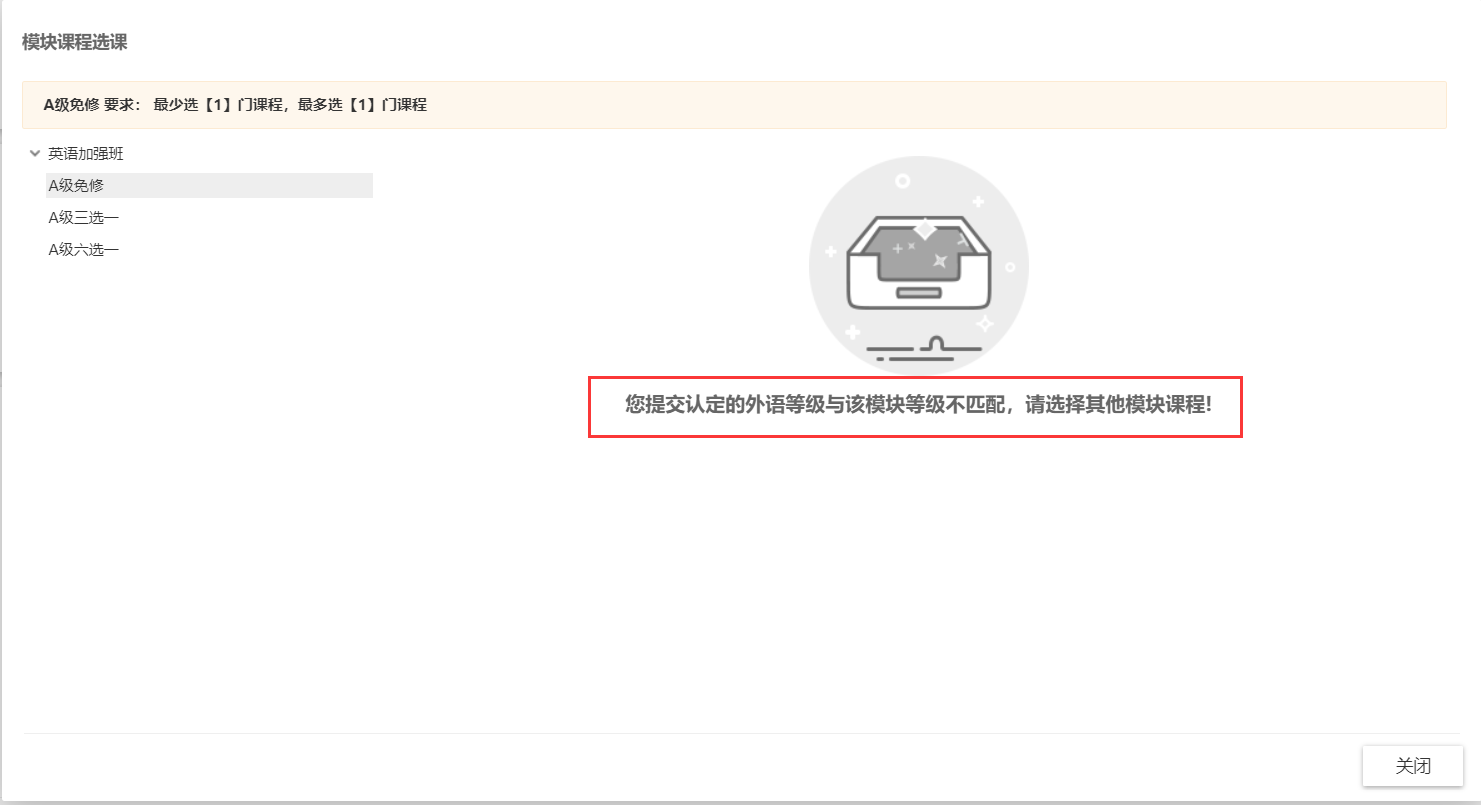 模块课程选课
A级免修 要求： 最少选【1】门课程，最多选【1】门课程
英语加强班
A级免修
A级三选一
A级六选一
您提交认定的外语等级与该模块等级不匹配，请选择其他模块课程!
关闭